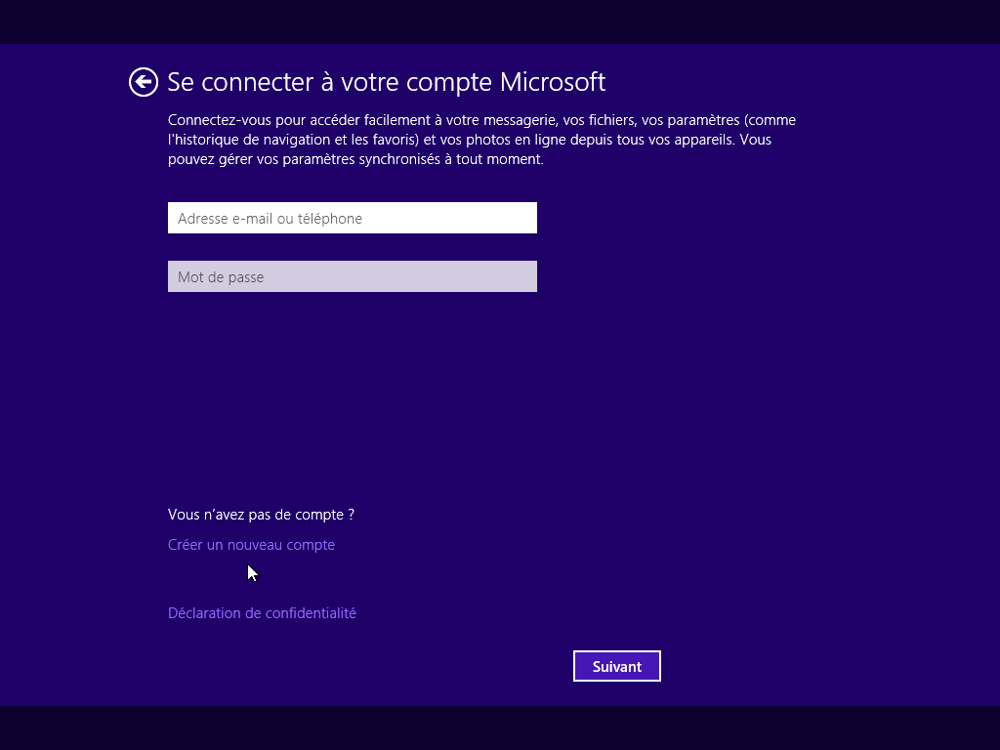 Se connecter à votre compte Microsoft
Connectez-vous pour accéder facilement à votre messagerie, vos fichiers, vos paramètres (comme
l'historique de navigation et les favoris) et vos photos en ligne depuis tous vos appareils. Vous
pouvez gérer vos paramètres synchronisés à tout moment.
Adresse e-mail ou téléphone
Mot de passe
Vous n’avez pas de compte ?
Créer un nouveau compte
Déclaration de confidentialité
Suivant